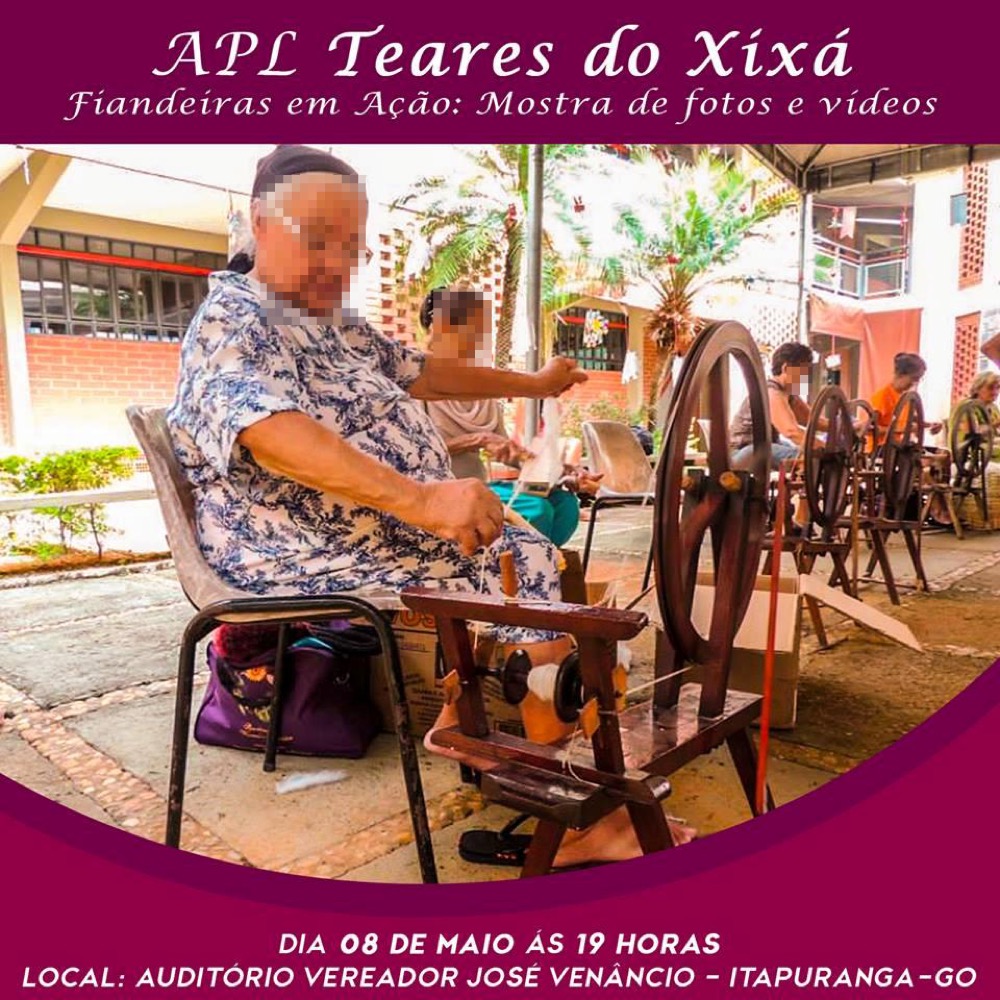 APL Teares do Xixá
Fiandeiras em Ação: Mostra de fotos e vídeos
DIA 08 DE MAIO ÁS 19 HORAS
LOCAL: AUDITÓRIO VEREADOR JOSÉ VENÂNCIO - ITAPURANGA-GO